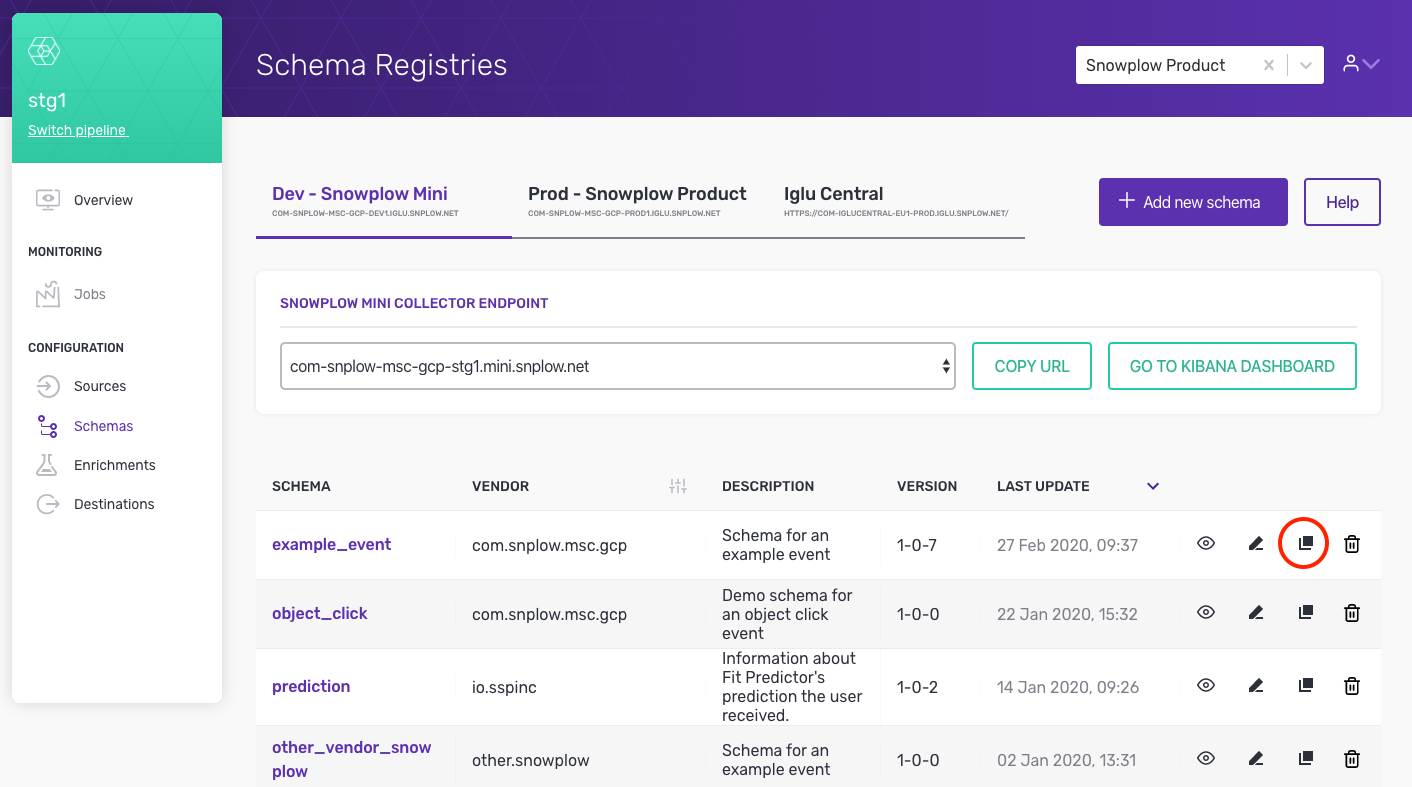 stg1
Switch pipeline
Overview
MONITORING
Jobs
CONFIGURATION
Sources
Schemas
Enrichments
Destinations
Schema Registries
Snowplow Product
Dev - Snowplow Mini
COM-SNPLOW-MSC-GCP-DEV1.IGLU.SNPLOW.NET
Prod - Snowplow Product
COM-SNPLOW-MSC-GCP-PROD1.IGLU.SNPLOW.NET
Iglu Central
HTTPS://COM-IGLUCENTRAL-EU1-PROD.IGLU.SNPLOW.NET/
Add new schema
Help
SNOWPLOW MINI COLLECTOR ENDPOINT
com-snplow-msc-gcp-stg1.mini.snplow.net
COPY URL
GO TO KIBANA DASHBOARD
SCHEMA VENDOR DESCRIPTION VERSION LAST UPDATE
example_event
com.snplow.msc.gcp
Schema for an
example event
1-0-7
27 Feb 2020, 09:37
object_click
com.snplow.msc.gcp
Demo schema for
an object click
event
1-0-0
22 Jan 2020, 15:32
prediction
io.sspinc
Information about
Fit Predictor's
prediction the user
received.
1-0-2
14 Jan 2020, 09:26
other_vendor_snow
plow
other.snowplow
Schema for an
example event
1-0-0
02 Jan 2020, 13:31